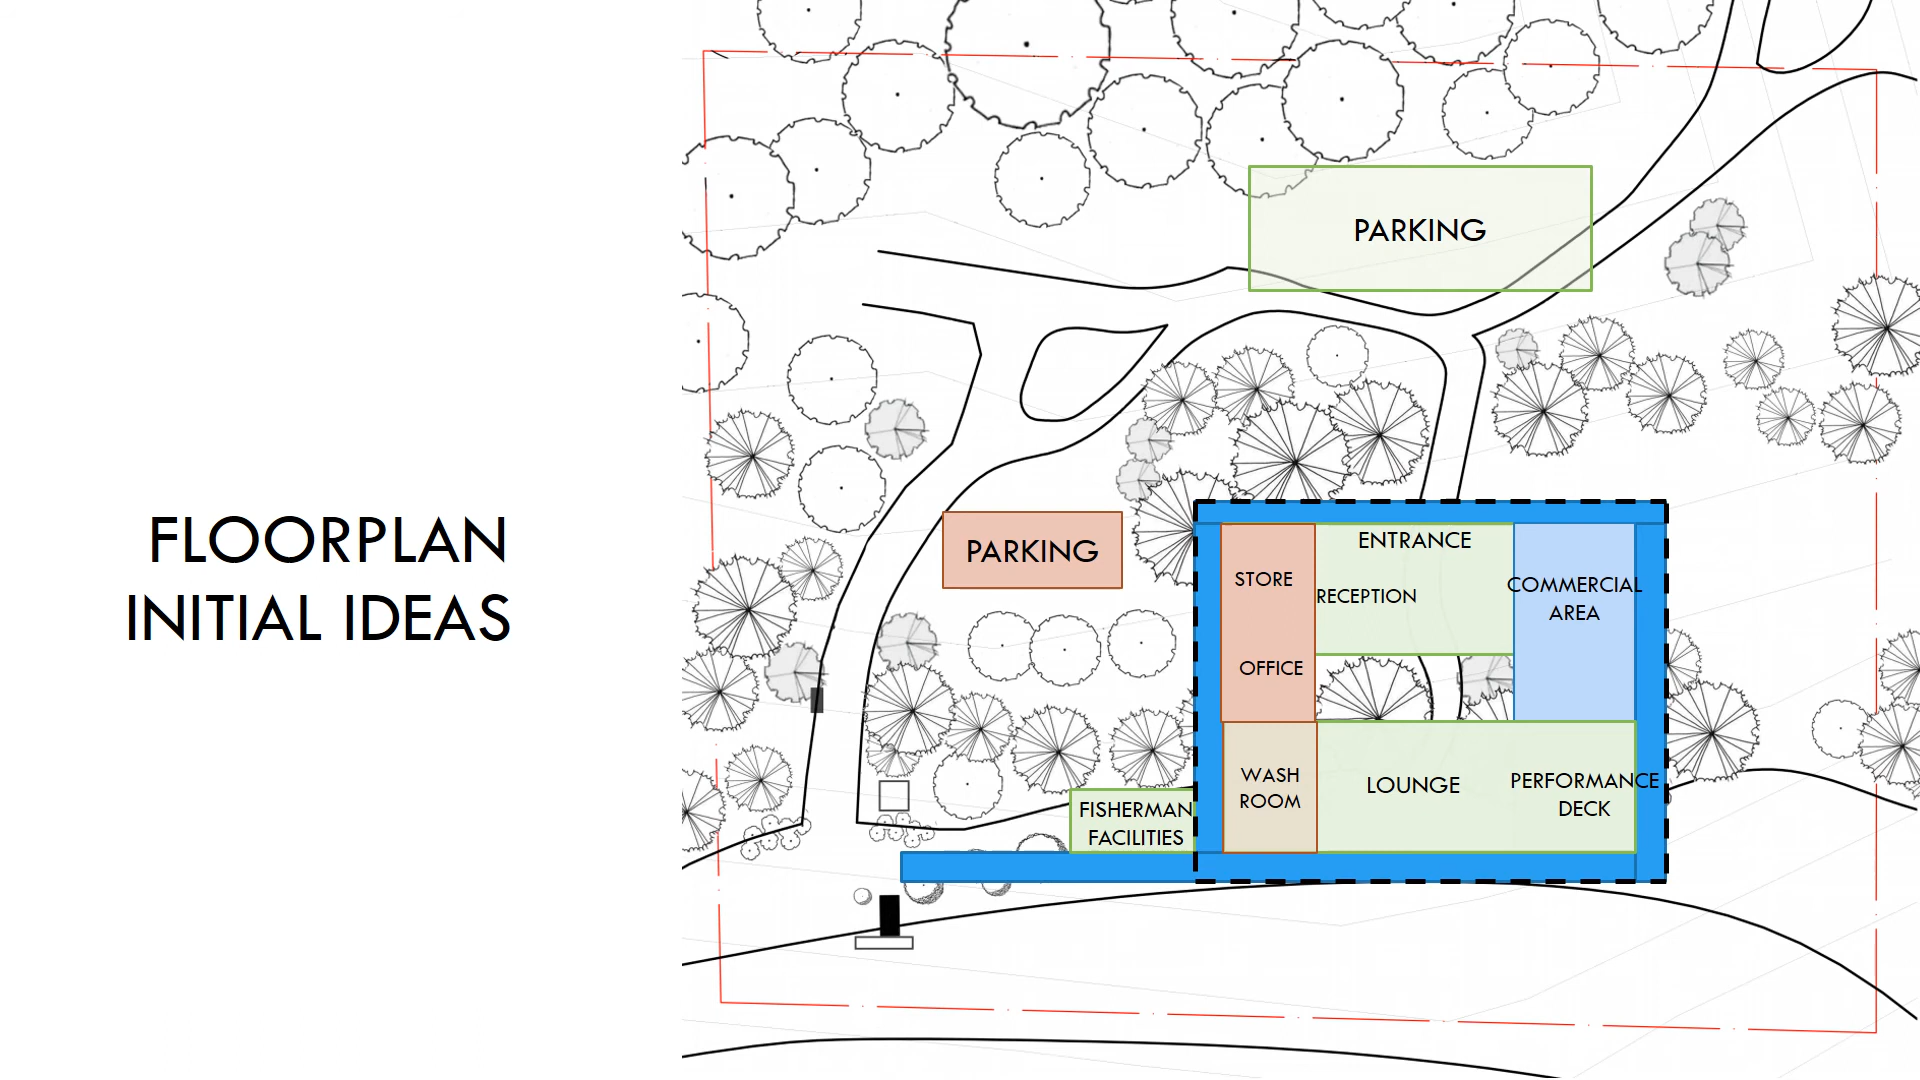 FLOORPLAN
INITIAL IDEAS
PARKING
PARKING
ENTRANCE
STORE
RECEPTION
COMMERCIAL
AREA
OFFICE
WASH
ROOM
LOUNGE
PERFORMANCE
DECK
FISHERMAN
FACILITIES